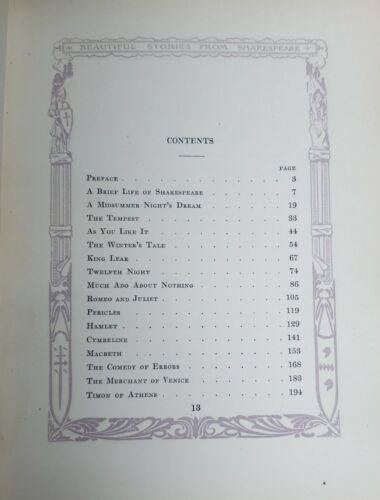 BEAUTIFUL STORIES FROM SHAKESPEARE
CONTENTS
PAGE
PREFACE . . . . . . . . . . . . 3
A BRIEF LIFE OF SHAKESPEARE . . . . . . . 7
A MIDSUMMER NIGHT'S DREAM . . . . . . . 19
THE TEMPEST . . . . . . . . . . . 33
AS YOU LIKE IT . . . . . . . . . . 44
THE WINTER'S TALE . . . . . . . . . 54
KING LEAR . . . . . . . . . . . 67
TWELFTH NIGHT . . . . . . . . . . 74
MUCH ADO ABOUT NOTHING . . . . . . . 86
ROMEO AND JULIET . . . . . . . . . 105
PERICLES . . . . . . . . . . . 119
HAMLET . . . . . . . . . . . . 129
CYMBELINE . . . . . . . . . . . 141
MACBETH . . . . . . . . . . . 153
THE COMEDY OF ERRORS . . . . . . . . 168
THE MERCHANT OF VENICE . . . . . . . 183
TIMON OF ATHENS . . . . . . . . . 194
13